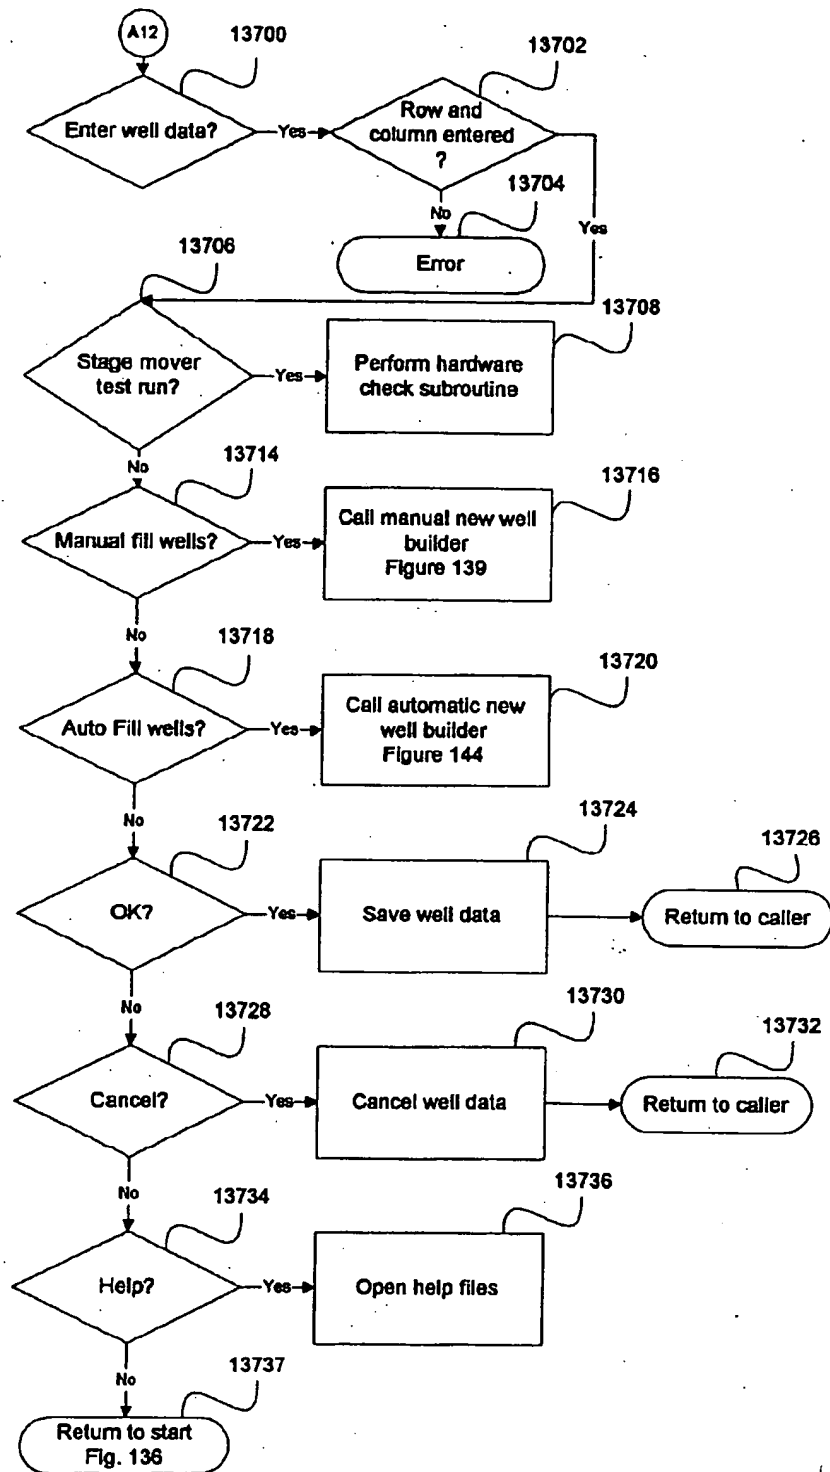 A12
13700
13702
Enter well data?
Yes
Row and
column entered
?
No
13704
Yes
Error
13706
13708
Stage mover
test run?
Yes
Perform hardware
check subroutine
No
13714
13716
Manual fill wells?
Yes
Call manual new well
builder
Figure 139
No
13718
13720
Auto Fill wells?
Yes
Call automatic new
well builder
Figure 144
No
13722
13724
13726
OK?
Yes
Save well data
Return to caller
No
13728
13730
13732
Cancel?
Yes
Cancel well data
Return to caller
No
13734
13736
Help?
Yes
Open help files
No
13737
Return to start
Fig. 136